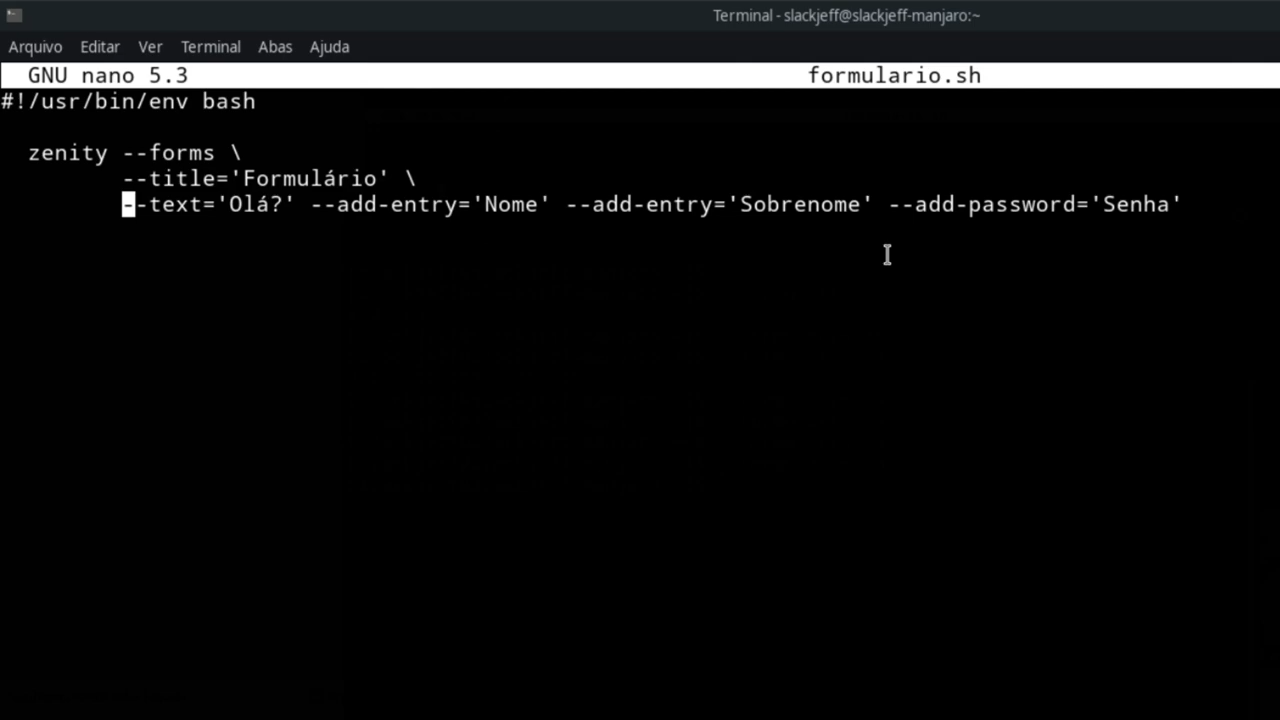 Terminal - slackjeff@slackjeff-manjaro:~
Arquivo Editar Ver Terminal Abas Ajuda
GNU nano 5.3 formulario.sh
#!/usr/bin/env bash
zenity --forms \
--title='Formulário' \
--text='Olá?' --add-entry='Nome' --add-entry='Sobrenome' --add-password='Senha'